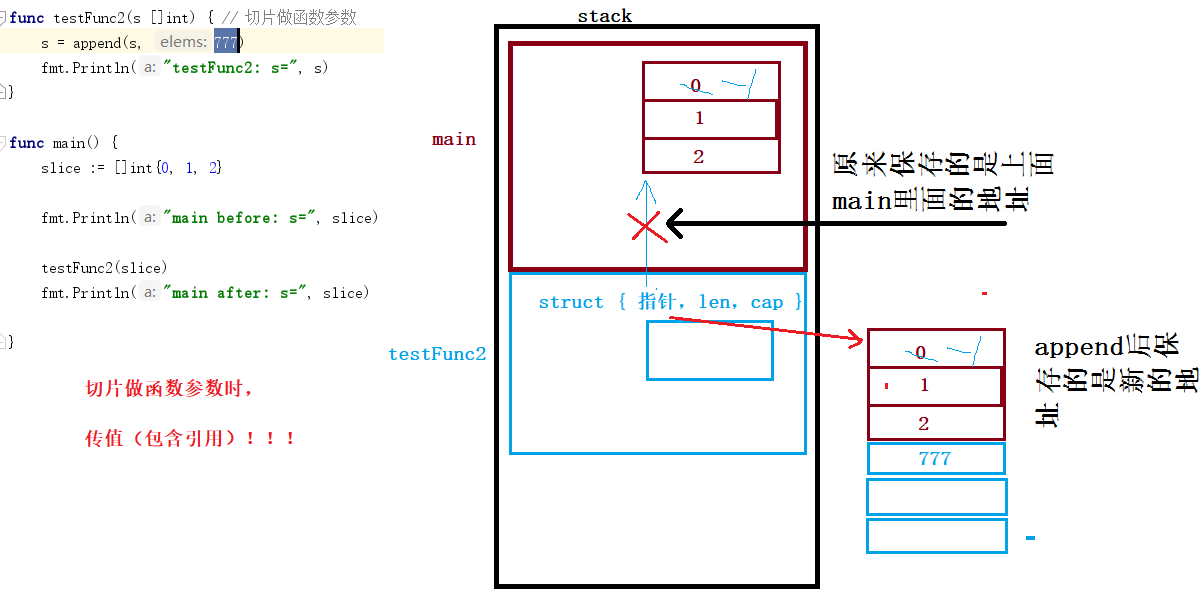 func testFunc2(s []int) { // 切片做函数参数
s = append(s, elems: 777)
fmt.Println( a: "testFunc2: s=", s)
}
func main() {
slice := []int{0, 1, 2}
fmt.Println( a: "main before: s=", slice)
testFunc2(slice)
fmt.Println( a: "main after: s=", slice)
}
切片做函数参数时，
传值（包含引用）！！！
stack
main
0
1
2
原来保存的是上面
main里面的地址
struct { 指针，len，cap }
testFunc2
0
1
2
777
append后保
存的是新的地
址